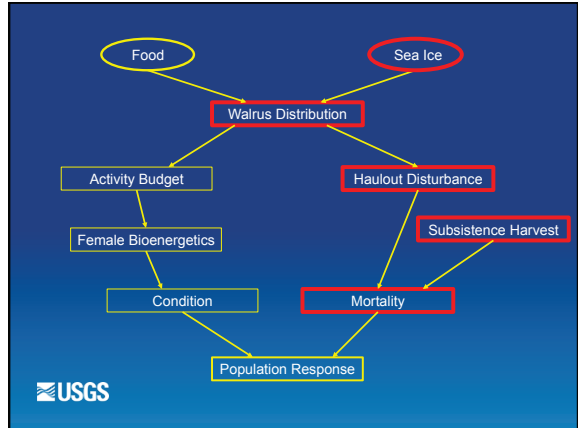 Food
Sea Ice
Walrus Distribution
Activity Budget
Haulout Disturbance
Subsistence Harvest
Female Bioenergetics
Condition
Mortality
Population Response
USGS